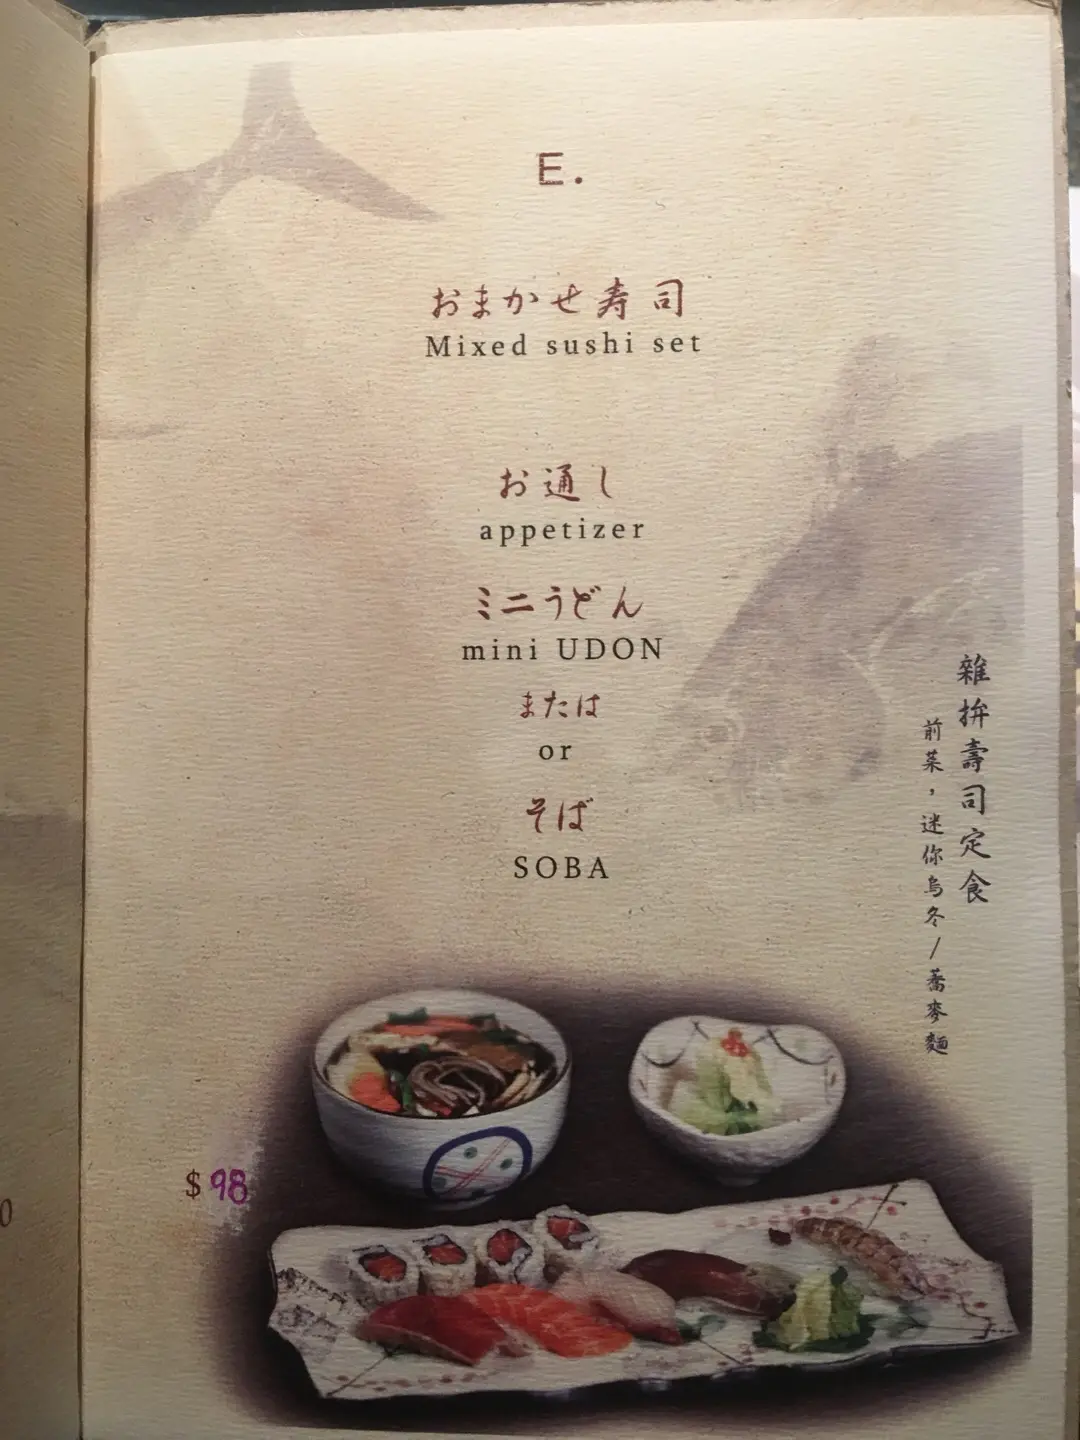 E.
おまかせ寿司
Mixed sushi set
お通し
appetizer
ミニうどん
mini UDON
または
or
そば
SOBA
雜拚壽司定食
前菜，迷你烏冬/蕎麥麵
$98
0